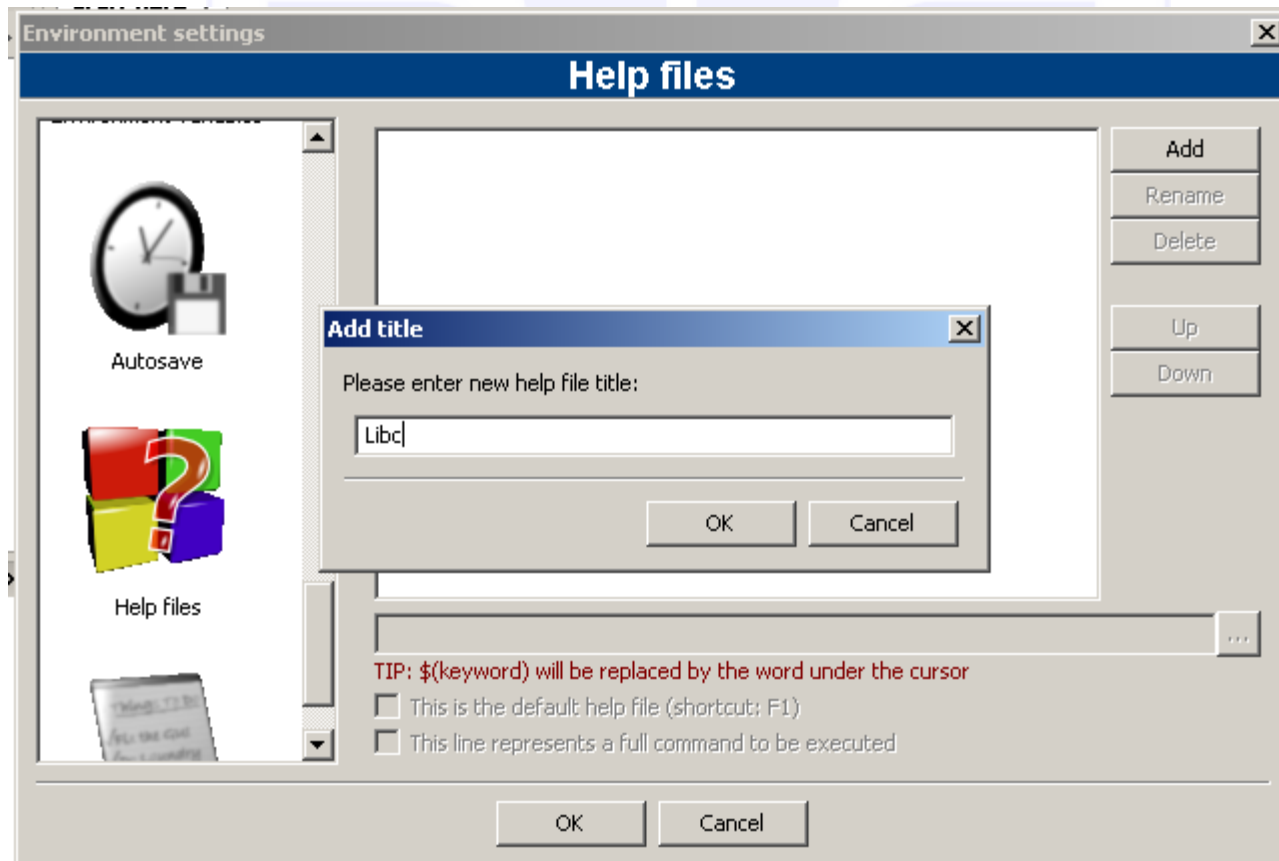 Environment settings
Help files
Environment variables
Autosave
Help files
Add
Rename
Delete
Up
Down
Add title
Please enter new help file title:
Libc
OK
Cancel
...
TIP: $(keyword) will be replaced by the word under the cursor
This is the default help file (shortcut: F1)
This line represents a full command to be executed
OK
Cancel